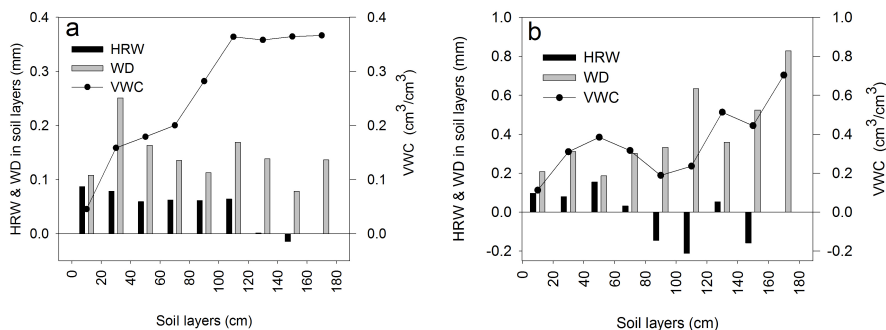 a
HRW
WD
VWC
HRW & WD in soil layers (mm)
0.4
0.3
0.2
0.1
0.0
0.4
0.3
0.2
0.1
0.0
VWC (cm³/cm³)
0 20 40 60 80 100 120 140 160 180
Soil layers (cm)
b
HRW
WD
VWC
HRW & WD in soil layers (mm)
1.0
0.8
0.6
0.4
0.2
0.0
-0.2
1.0
0.8
0.6
0.4
0.2
0.0
-0.2
VWC (cm³/cm³)
0 20 40 60 80 100 120 140 160 180
Soil layers (cm)